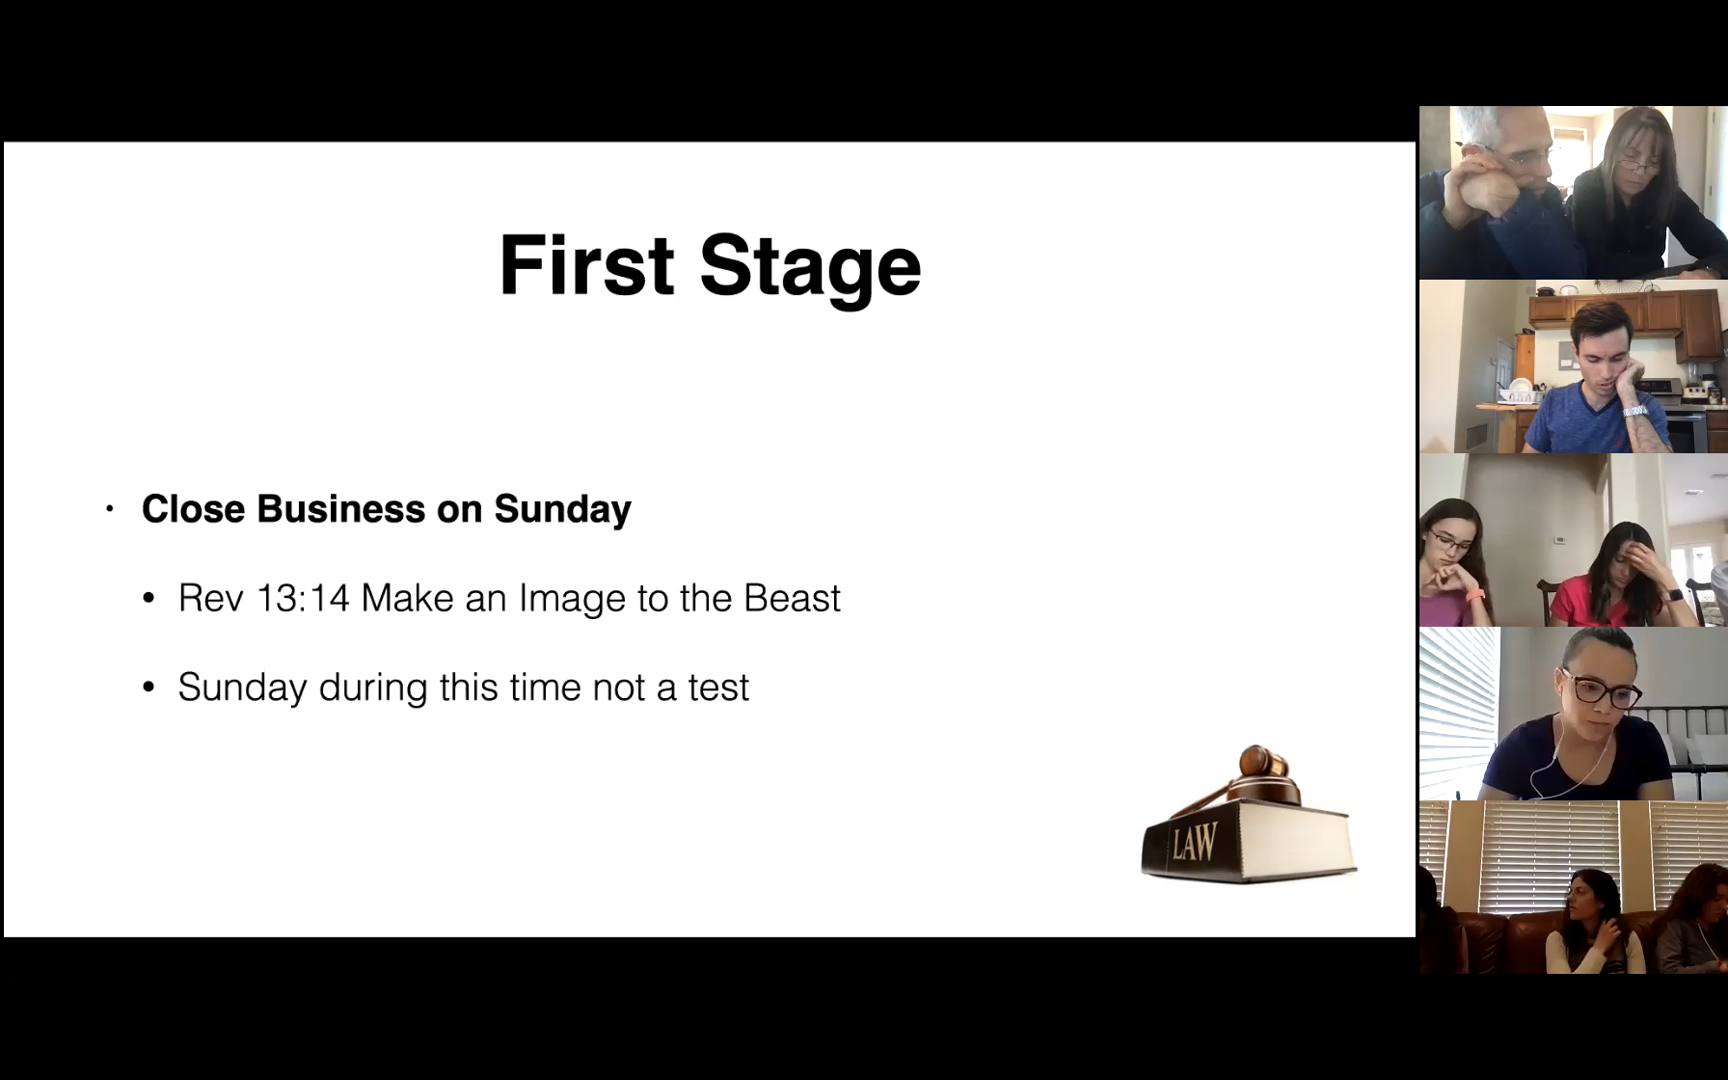 First Stage
• Close Business on Sunday
• Rev 13:14 Make an Image to the Beast
• Sunday during this time not a test
LAW